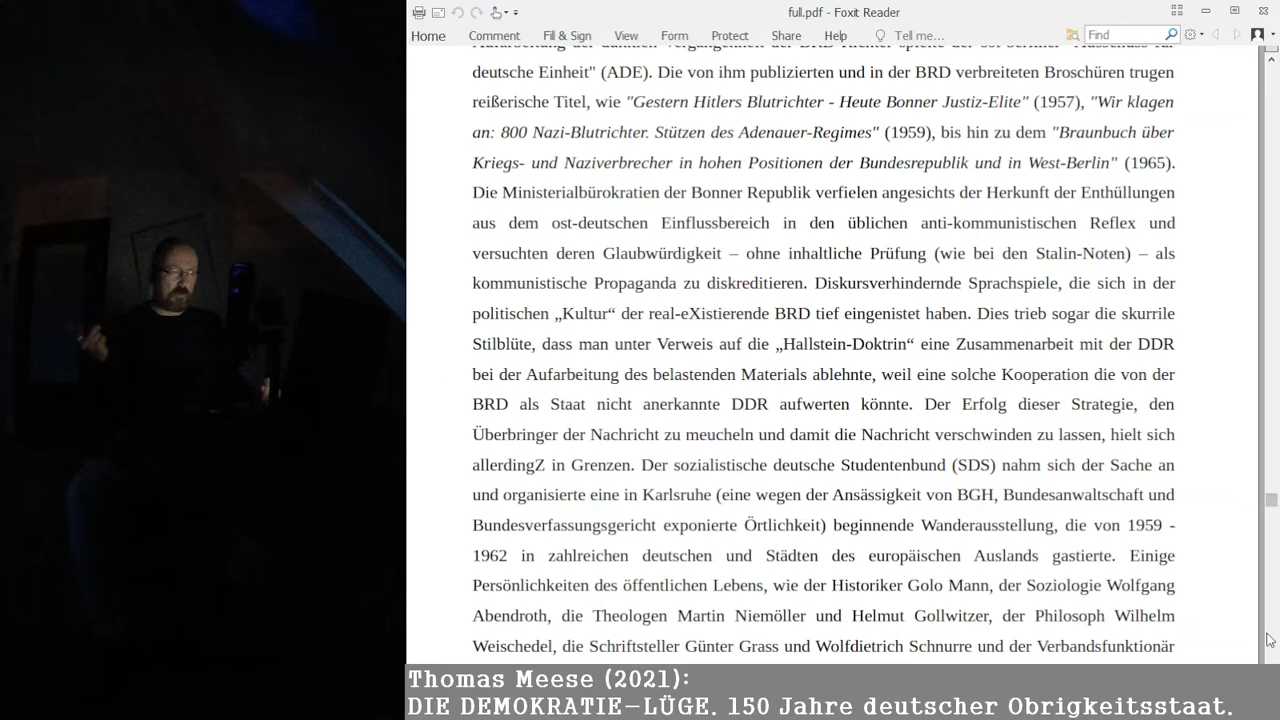 full.pdf - Foxit Reader
Home Comment Fill & Sign View Form Protect Share Help Tell me... Find
deutsche Einheit" (ADE). Die von ihm publizierten und in der BRD verbreiteten Broschüren trugen
reißerische Titel, wie "Gestern Hitlers Blutrichter - Heute Bonner Justiz-Elite" (1957), "Wir klagen
an: 800 Nazi-Blutrichter. Stützen des Adenauer-Regimes" (1959), bis hin zu dem "Braunbuch über
Kriegs- und Naziverbrecher in hohen Positionen der Bundesrepublik und in West-Berlin" (1965).
Die Ministerialbürokratien der Bonner Republik verfielen angesichts der Herkunft der Enthüllungen
aus dem ost-deutschen Einflussbereich in den üblichen anti-kommunistischen Reflex und
versuchten deren Glaubwürdigkeit – ohne inhaltliche Prüfung (wie bei den Stalin-Noten) – als
kommunistische Propaganda zu diskreditieren. Diskursverhindernde Sprachspiele, die sich in der
politischen „Kultur“ der real-eXistierende BRD tief eingenistet haben. Dies trieb sogar die skurrile
Stilblüte, dass man unter Verweis auf die „Hallstein-Doktrin“ eine Zusammenarbeit mit der DDR
bei der Aufarbeitung des belastenden Materials ablehnte, weil eine solche Kooperation die von der
BRD als Staat nicht anerkannte DDR aufwerten könnte. Der Erfolg dieser Strategie, den
Überbringer der Nachricht zu meucheln und damit die Nachricht verschwinden zu lassen, hielt sich
allerdingZ in Grenzen. Der sozialistische deutsche Studentenbund (SDS) nahm sich der Sache an
und organisierte eine in Karlsruhe (eine wegen der Ansässigkeit von BGH, Bundesanwaltschaft und
Bundesverfassungsgericht exponierte Örtlichkeit) beginnende Wanderausstellung, die von 1959 -
1962 in zahlreichen deutschen und Städten des europäischen Auslands gastierte. Einige
Persönlichkeiten des öffentlichen Lebens, wie der Historiker Golo Mann, der Soziologie Wolfgang
Abendroth, die Theologen Martin Niemöller und Helmut Gollwitzer, der Philosoph Wilhelm
Weischedel, die Schriftsteller Günter Grass und Wolfdietrich Schnurre und der Verbandsfunktionär
Thomas Meese (2021):
DIE DEMOKRATIE-LÜGE. 150 Jahre deutscher Obrigkeitsstaat.